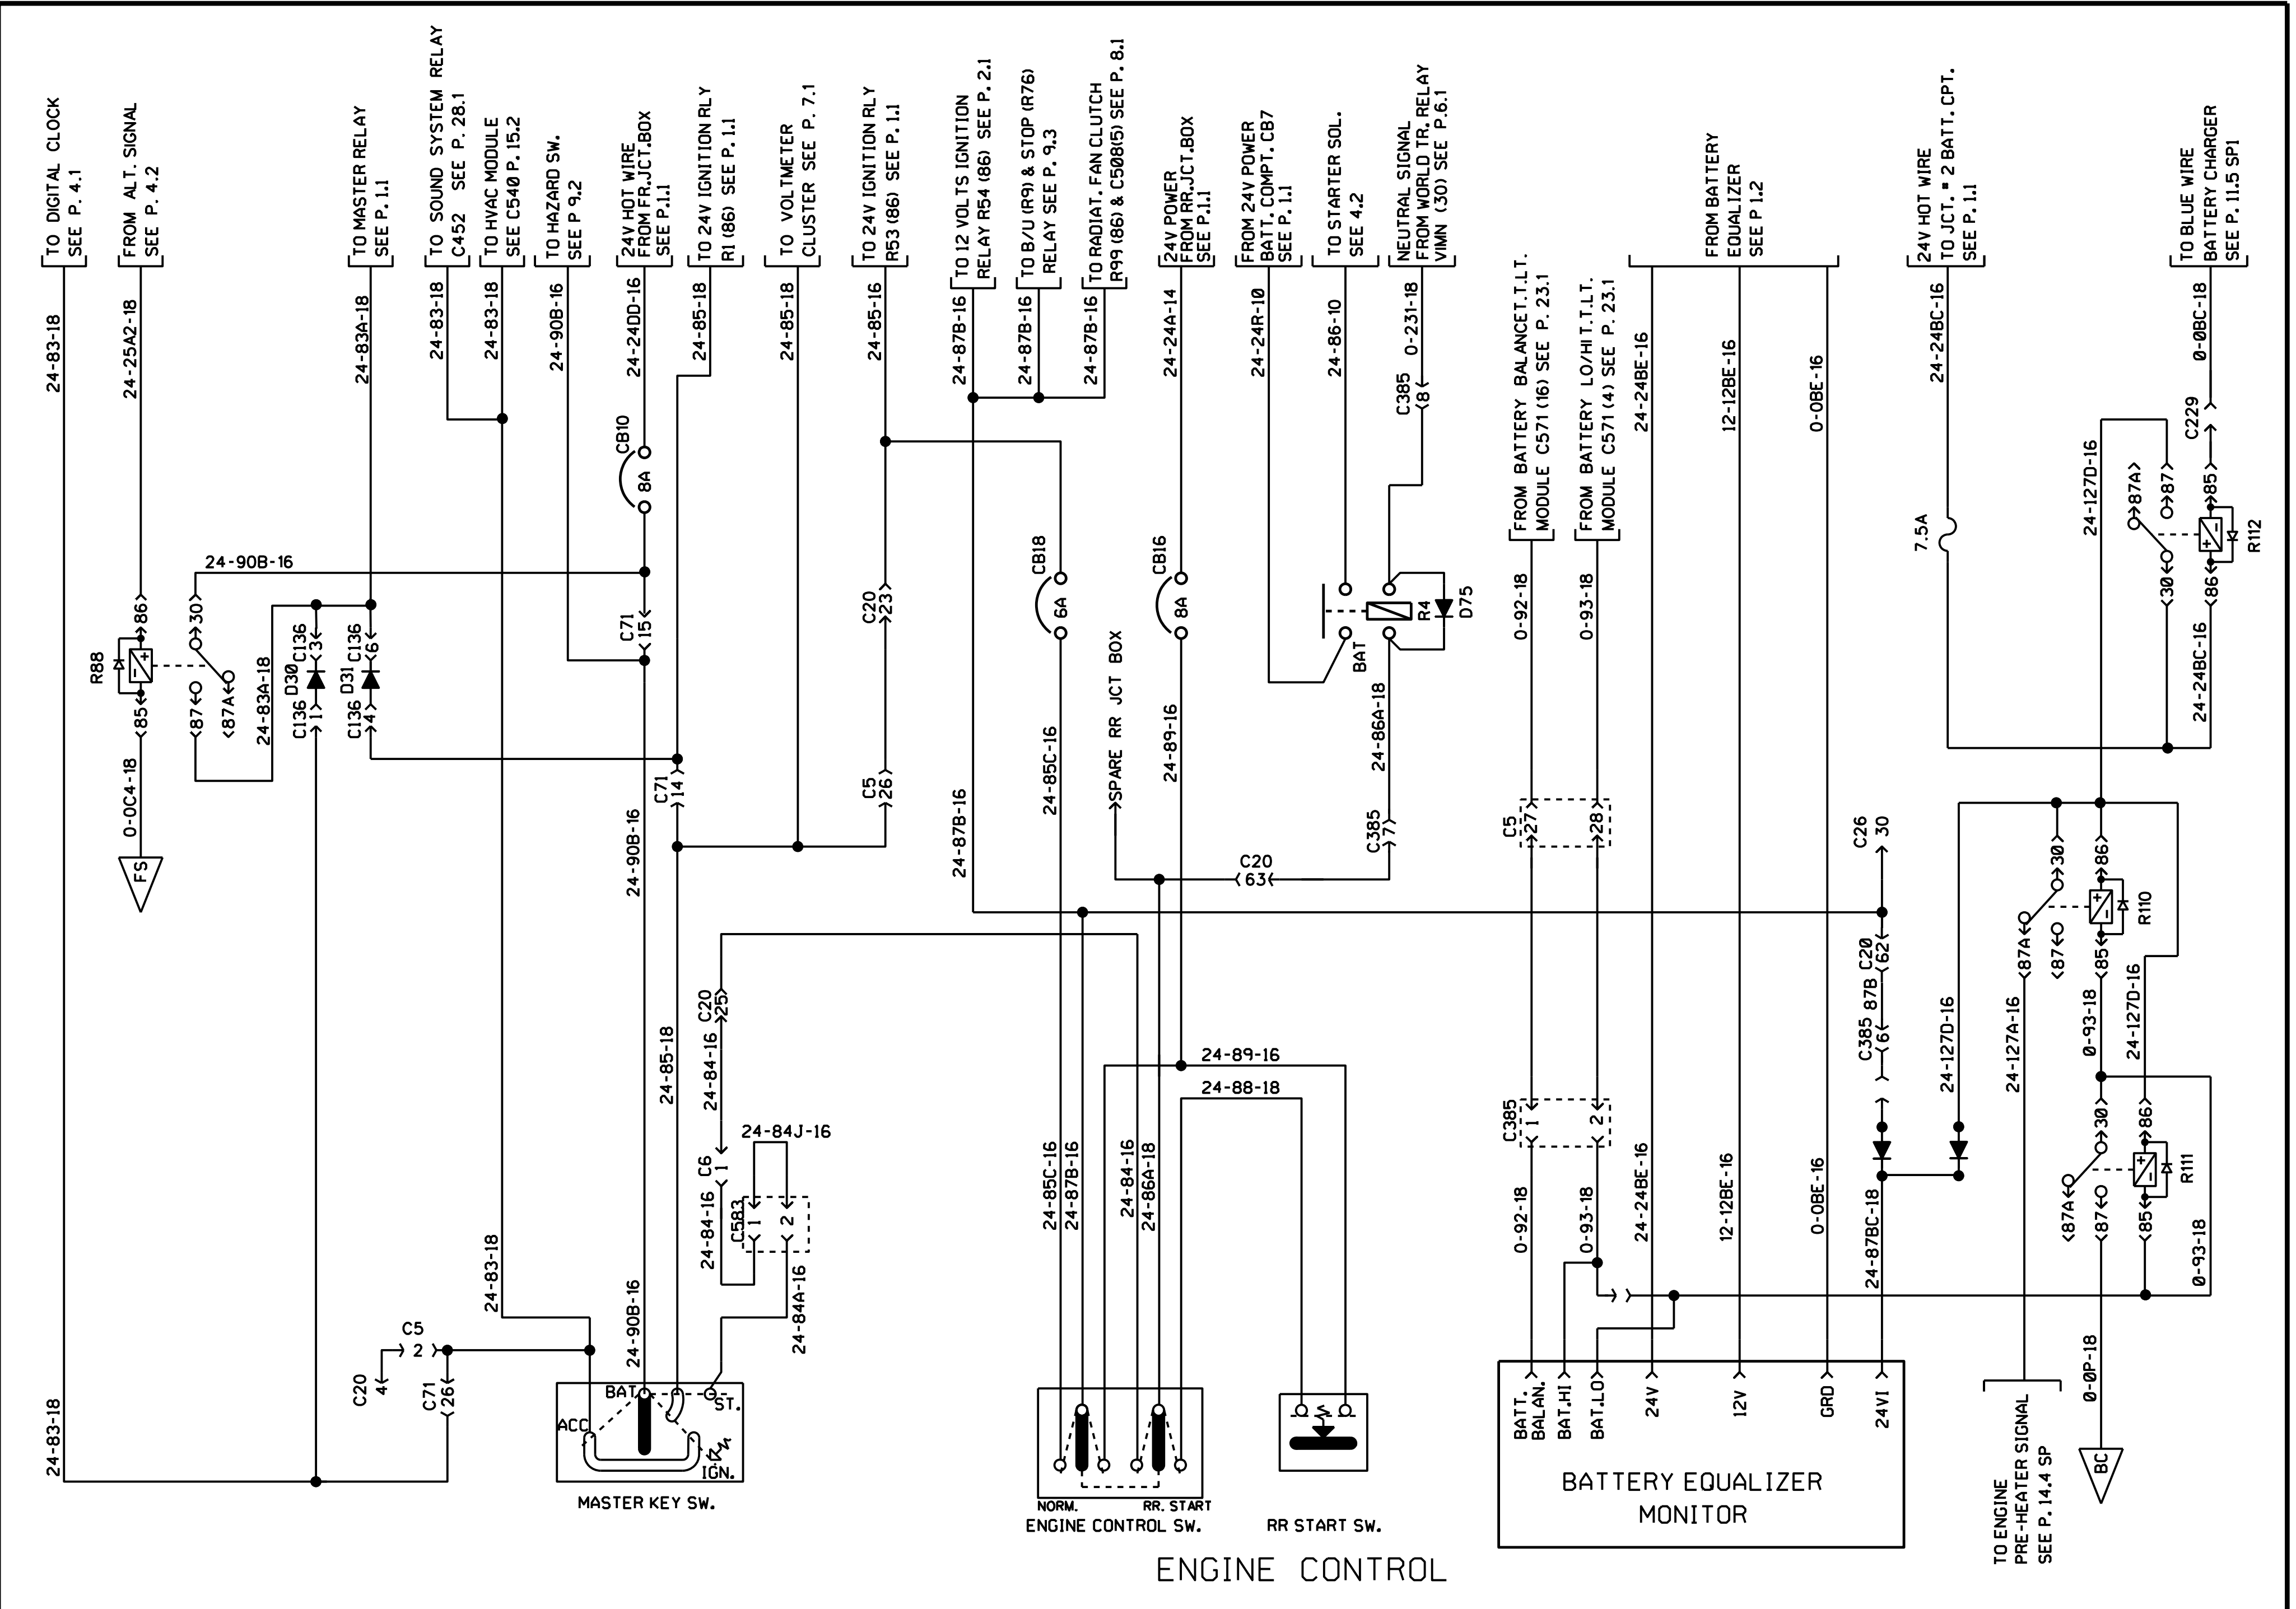 TO DIGITAL CLOCK
SEE P. 4.1
FROM ALT. SIGNAL
SEE P. 4.2
TO MASTER RELAY
SEE P. 1.1
TO SOUND SYSTEM RELAY
C452 SEE P. 28.1
TO HVAC MODULE
SEE C540 P. 15.2
TO HAZARD SW.
SEE P 9.2
24V HOT WIRE
FROM FR.JCT.BOX
SEE P.1.1
TO 24V IGNITION RLY
R1 (86) SEE P. 1.1
TO VOLTMETER
CLUSTER SEE P. 7.1
TO 24V IGNITION RLY
R53 (86) SEE P. 1.1
TO 12 VOLTS IGNITION
RELAY R54 (86) SEE P. 2.1
TO B/U (R9) & STOP (R76)
RELAY SEE P. 9.3
TO RADIAT. FAN CLUTCH
R99 (86) & C508(5) SEE P. 8.1
24V POWER
FROM RR.JCT.BOX
SEE P.1.1
FROM 24V POWER
BATT. COMPT. CB7
SEE P. 1.1
TO STARTER SOL.
SEE 4.2
NEUTRAL SIGNAL
FROM WORLD TR. RELAY
VIMN (30) SEE P.6.1
FROM BATTERY BALANCET.T.LT.
MODULE C571 (16) SEE P. 23.1
FROM BATTERY LO/HI T.T.LT.
MODULE C571 (4) SEE P. 23.1
FROM BATTERY
EQUALIZER
SEE P 1.2
24V HOT WIRE
TO JCT. # 2 BATT. CPT.
SEE P. 1.1
TO BLUE WIRE
BATTERY CHARGER
SEE P. 11.5 SP1
24-83-18
24-25A2-18
24-83A-18
24-83-18
24-83-18
24-90B-16
24-24DD-16
24-85-18
24-85-18
24-85-16
24-87B-16
24-87B-16
24-87B-16
24-24A-14
24-24R-10
24-86-10
0-231-18
C385
8
24-24BE-16
12-12BE-16
0-0BE-16
24-24BC-16
0-0BC-18
C229
CB10
8A
24-127D-16
87A
87
85
30
86
R112
7.5A
24-90B-16
R88
86
85
30
87
87A
24-83A-18
C136
3
D30
C136
1
C136
6
D31
C136
4
C71
15
C20
23
CB18
6A
CB16
8A
BAT
R4
D75
0-92-18
0-93-18
24-24BC-16
0-0C4-18
FS
C71
14
C5
26
24-90B-16
24-87B-16
24-85C-16
SPARE RR JCT BOX
24-89-16
24-86A-18
C385
7
C20
63
C5
27
28
C26
30
30
86
87A
87
85
R110
C20
62
87B
C385
6
C20
25
24-85-18
24-84-16
24-89-16
24-88-18
24-127D-16
24-127A-16
0-93-18
24-127D-16
24-84J-16
C6
1
24-84-16
C583
1
2
24-84A-16
24-85C-16
24-87B-16
24-84-16
24-86A-18
C385
1
2
0-92-18
0-93-18
24-24BE-16
12-12BE-16
0-0BE-16
24-87BC-18
30
86
87A
87
85
R111
0-93-18
24-83-18
24-90B-16
C5
2
C20
4
C71
26
24-83-18
BAT
ST.
ACC
IGN.
MASTER KEY SW.
NORM.
RR. START
ENGINE CONTROL SW.
RR START SW.
BATT.
BALAN.
BAT.HI
BAT.LO
24V
12V
GRD
24VI
BATTERY EQUALIZER
MONITOR
TO ENGINE
PRE-HEATER SIGNAL
SEE P. 14.4 SP
0-0P-18
BC
ENGINE CONTROL